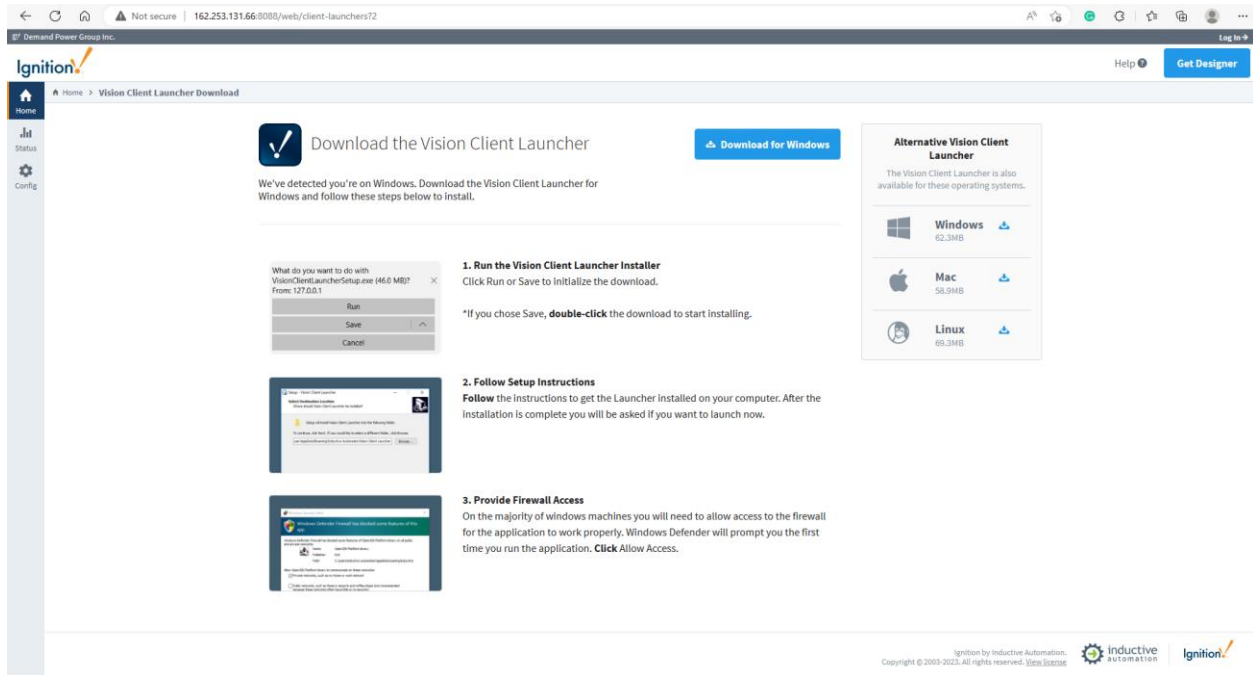 Not secure | 162.253.131.66:8088/web/client-launchers?2
Demand Power Group Inc.
Log In
Ignition!
Help
Get Designer
Home
Home > Vision Client Launcher Download
Status
Config
Download the Vision Client Launcher
Download for Windows
We've detected you're on Windows. Download the Vision Client Launcher for
Windows and follow these steps below to
install.
What do you want to do with
VisionClientLauncherSetup.exe (46.0 MB)?
From: 127.0.0.1
Run
Save
Cancel
1. Run the Vision Client Launcher Installer
Click Run or Save to initialize the download.
*If you chose Save, double-click the download to start installing.
Setup - Vision Client Launcher
Select Destination Location
Browse...
2. Follow Setup Instructions
Follow the instructions to get the Launcher installed on your computer. After the
installation is complete you will be asked if you want to launch now.
Windows Defender Firewall has blocked some features of this
app
3. Provide Firewall Access
On the majority of windows machines you will need to allow access to the firewall
for the application to work properly. Windows Defender will prompt you the first
time you run the application. Click Allow Access.
Alternative Vision Client
Launcher
The Vision Client Launcher is also
available for these operating systems.
Windows
62.3MB
Mac
58.9MB
Linux
69.3MB
Ignition by Inductive Automation.
Copyright © 2003-2023. All rights reserved. View license
inductive
automation
Ignition!